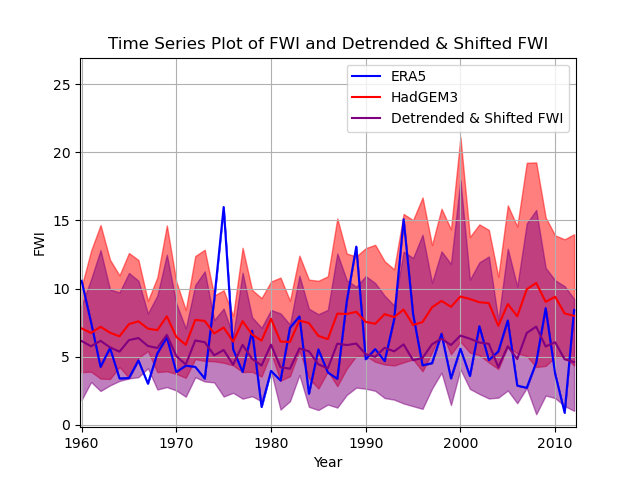 Time Series Plot of FWI and Detrended & Shifted FWI
ERA5
HadGEM3
Detrended & Shifted FWI
FWI
25
20
15
10
5
0
1960 1970 1980 1990 2000 2010
Year